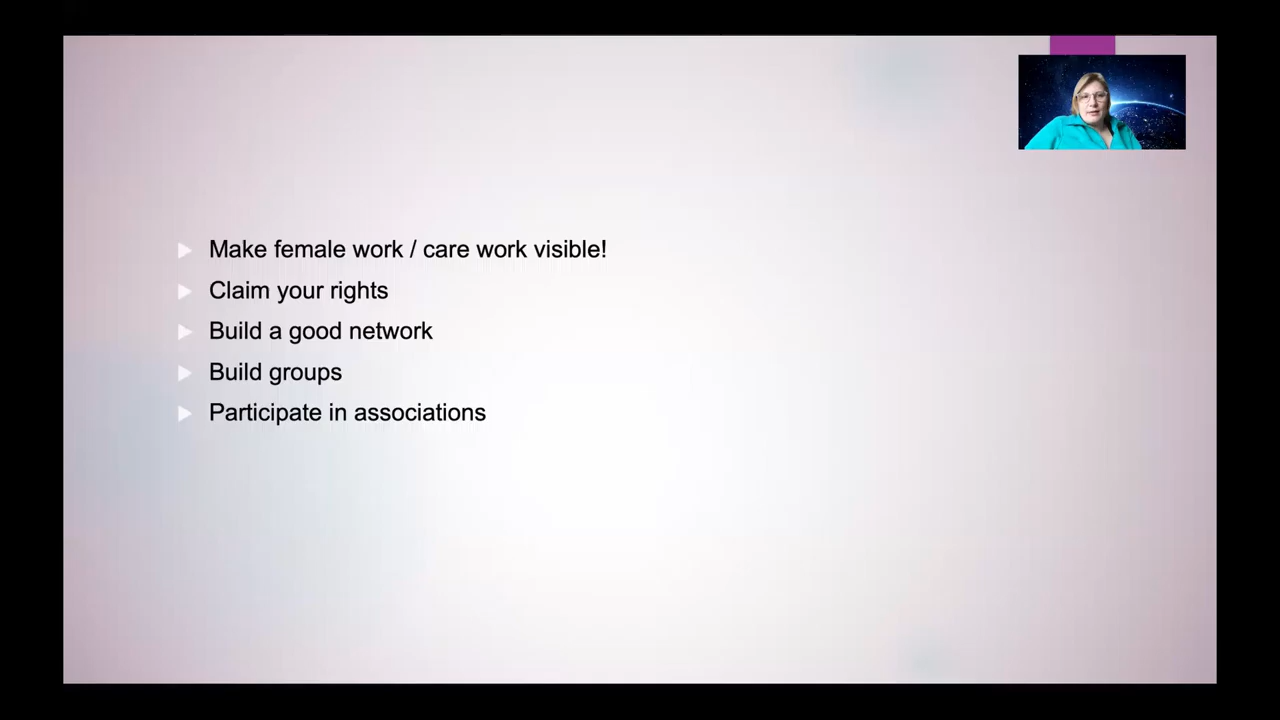 Make female work / care work visible!
Claim your rights
Build a good network
Build groups
Participate in associations